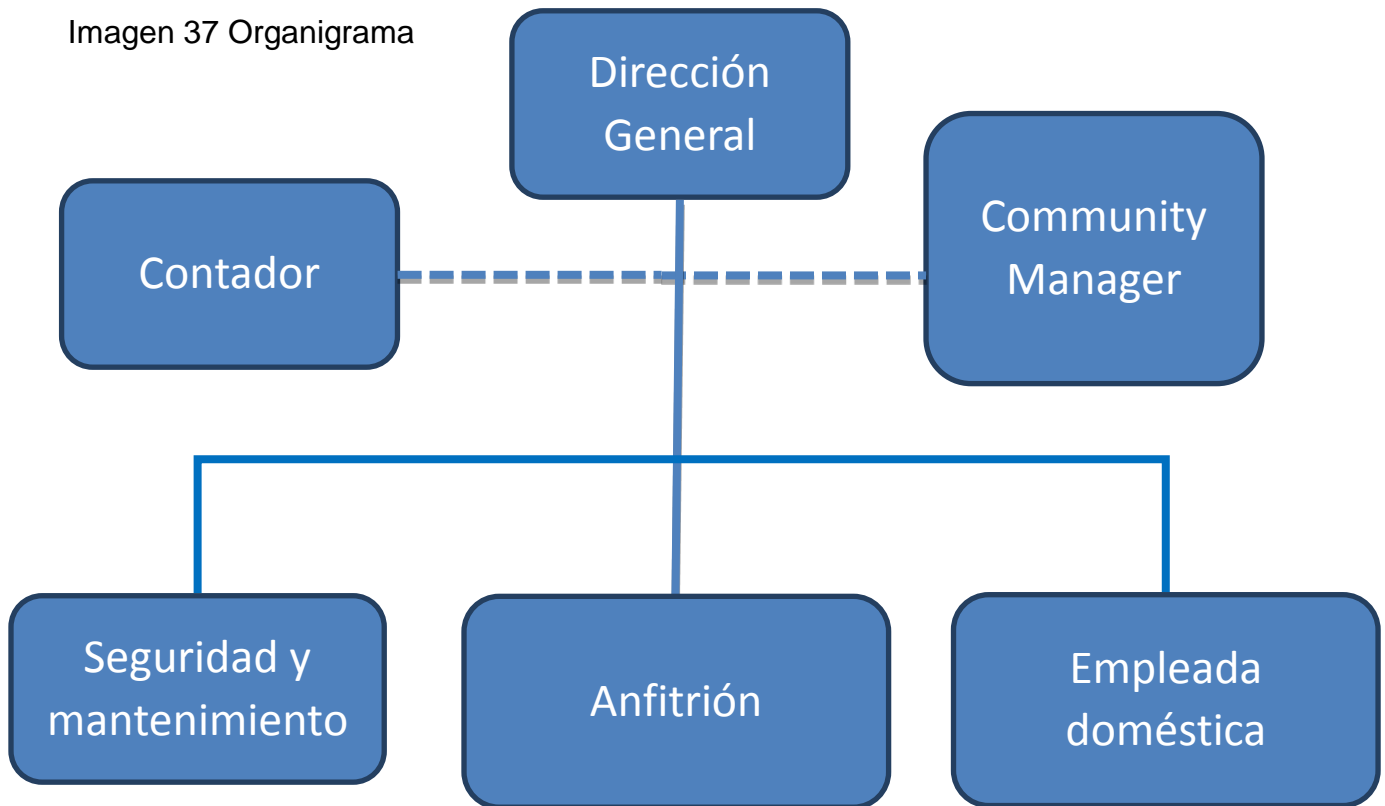 Imagen 37 Organigrama
Dirección
General
Contador
Community
Manager
Seguridad y
mantenimiento
Anfitrión
Empleada
doméstica